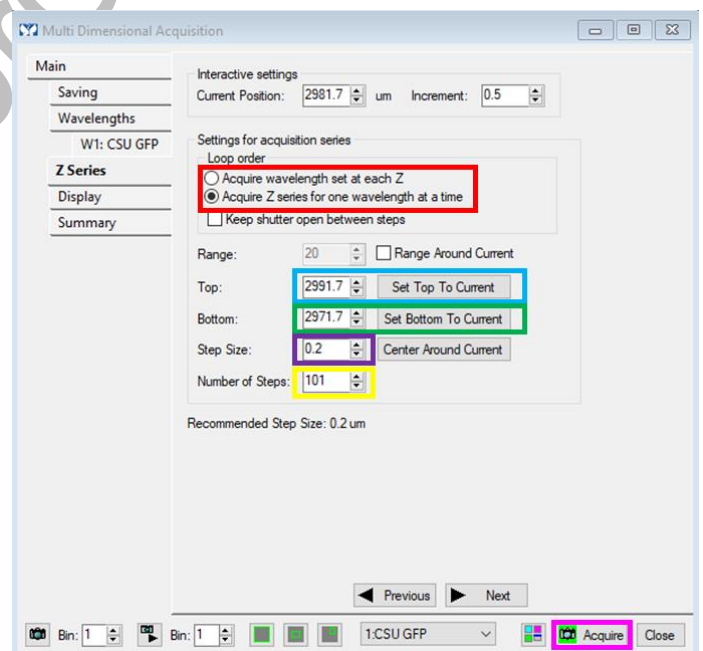 Multi Dimensional Acquisition
Main
Saving
Wavelengths
W1: CSU GFP
Z Series
Display
Summary
Interactive settings
Current Position: 2981.7 um Increment: 0.5
Settings for acquisition series
Loop order
Acquire wavelength set at each Z
Acquire Z series for one wavelength at a time
Keep shutter open between steps
Range: 20 Range Around Current
Top: 2991.7 Set Top To Current
Bottom: 2971.7 Set Bottom To Current
Step Size: 0.2 Center Around Current
Number of Steps: 101
Recommended Step Size: 0.2 um
Previous Next
Bin: 1 Bin: 1 1:CSU GFP Acquire Close